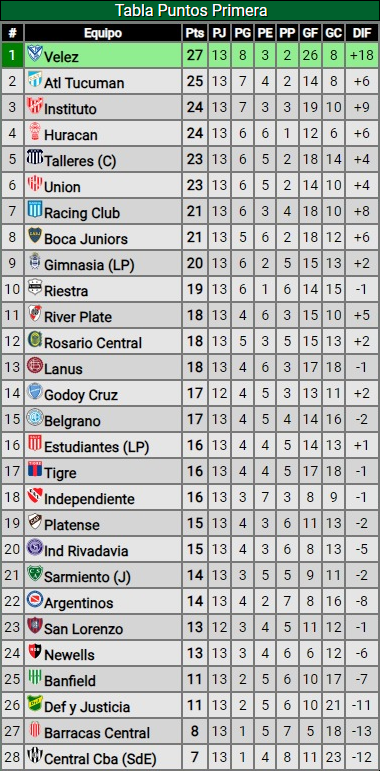 Tabla Puntos Primera
# Equipo Pts PJ PG PE PP GF GC DIF
1 Velez 27 13 8 3 2 26 8 +18
2 Atl Tucuman 25 13 7 4 2 14 8 +6
3 Instituto 24 13 7 3 3 19 10 +9
4 Huracan 24 13 6 6 1 12 6 +6
5 Talleres (C) 23 13 6 5 2 18 14 +4
6 Union 23 13 6 5 2 14 10 +4
7 Racing Club 21 13 6 3 4 18 10 +8
8 Boca Juniors 21 13 5 6 2 18 12 +6
9 Gimnasia (LP) 20 13 6 2 5 15 13 +2
10 Riestra 19 13 6 1 6 14 15 -1
11 River Plate 18 13 4 6 3 15 10 +5
12 Rosario Central 18 13 5 3 5 15 13 +2
13 Lanus 18 13 4 6 3 17 18 -1
14 Godoy Cruz 17 12 4 5 3 13 11 +2
15 Belgrano 17 13 4 5 4 14 16 -2
16 Estudiantes (LP) 16 13 4 4 5 14 13 +1
17 Tigre 16 13 4 4 5 17 18 -1
18 Independiente 16 13 3 7 3 8 9 -1
19 Platense 15 13 4 3 6 11 13 -2
20 Ind Rivadavia 15 13 4 3 6 8 13 -5
21 Sarmiento (J) 14 13 3 5 5 9 11 -2
22 Argentinos 14 13 4 2 7 8 16 -8
23 San Lorenzo 13 12 3 4 5 11 12 -1
24 Newells 13 13 3 4 6 6 12 -6
25 Banfield 11 13 2 5 6 10 17 -7
26 Def y Justicia 11 13 2 5 6 10 21 -11
27 Barracas Central 8 13 1 5 7 5 18 -13
28 Central Cba (SdE) 7 13 1 4 8 11 23 -12